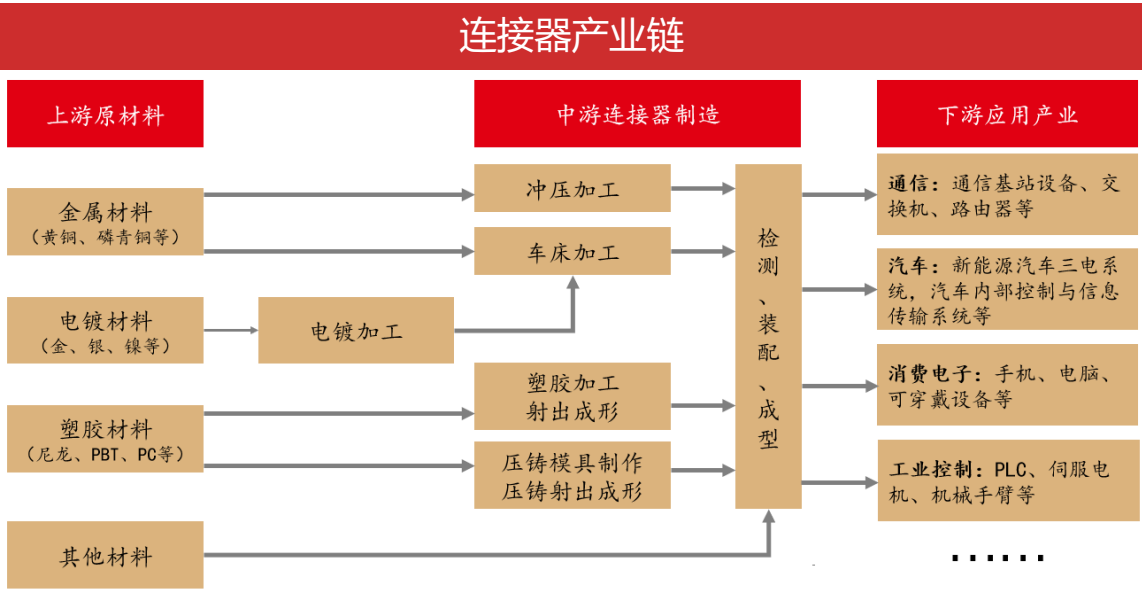 连接器产业链
上游原材料
中游连接器制造
下游应用产业
金属材料
（黄铜、磷青铜等）
电镀材料
（金、银、镍等）
塑胶材料
（尼龙、PBT、PC等）
其他材料
电镀加工
冲压加工
车床加工
塑胶加工
射出成形
压铸模具制作
压铸射出成形
检
测
、
装
配
、
成
型
通信：通信基站设备、交
换机、路由器等
汽车：新能源汽车三电系
统，汽车内部控制与信息
传输系统等
消费电子：手机、电脑、
可穿戴设备等
工业控制：PLC、伺服电
机、机械手臂等
······